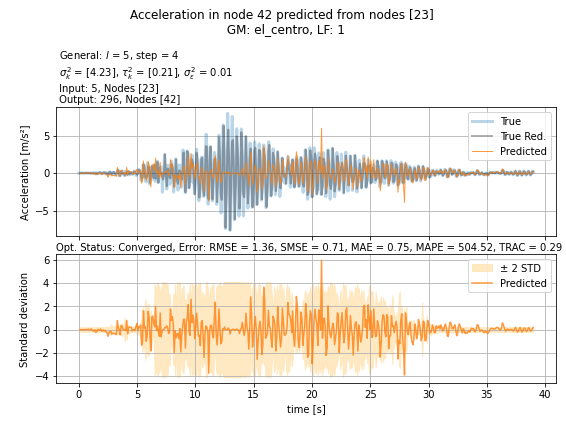 Acceleration in node 42 predicted from nodes [23]
GM: el_centro, LF: 1
General: l = 5, step = 4
σ²ₖ = [4.23], τ²ₖ = [0.21], σ²ε = 0.01
Input: 5, Nodes [23]
Output: 296, Nodes [42]
Acceleration [m/s²]
5
0
−5
True
True Red.
Predicted
Opt. Status: Converged, Error: RMSE = 1.36, SMSE = 0.71, MAE = 0.75, MAPE = 504.52, TRAC = 0.29
Standard deviation
6
4
2
0
−2
−4
± 2 STD
Predicted
0 5 10 15 20 25 30 35 40
time [s]